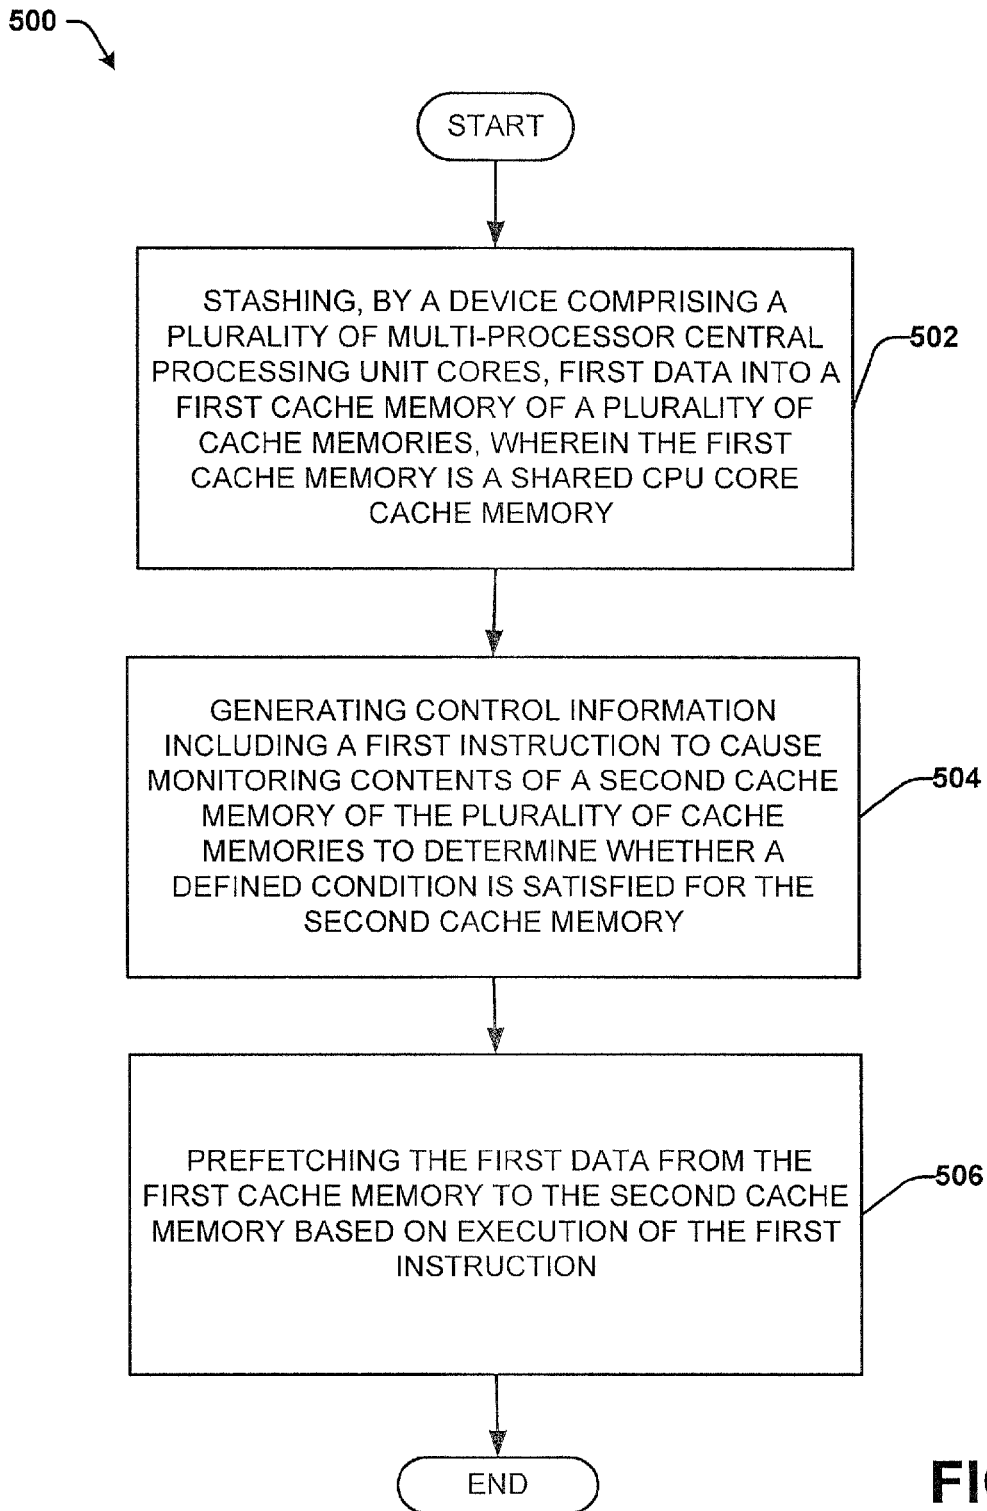 500
START
STASHING, BY A DEVICE COMPRISING A
PLURALITY OF MULTI-PROCESSOR CENTRAL
PROCESSING UNIT CORES, FIRST DATA INTO A
FIRST CACHE MEMORY OF A PLURALITY OF
CACHE MEMORIES, WHEREIN THE FIRST
CACHE MEMORY IS A SHARED CPU CORE
CACHE MEMORY
502
GENERATING CONTROL INFORMATION
INCLUDING A FIRST INSTRUCTION TO CAUSE
MONITORING CONTENTS OF A SECOND CACHE
MEMORY OF THE PLURALITY OF CACHE
MEMORIES TO DETERMINE WHETHER A
DEFINED CONDITION IS SATISFIED FOR THE
SECOND CACHE MEMORY
504
PREFETCHING THE FIRST DATA FROM THE
FIRST CACHE MEMORY TO THE SECOND CACHE
MEMORY BASED ON EXECUTION OF THE FIRST
INSTRUCTION
506
END